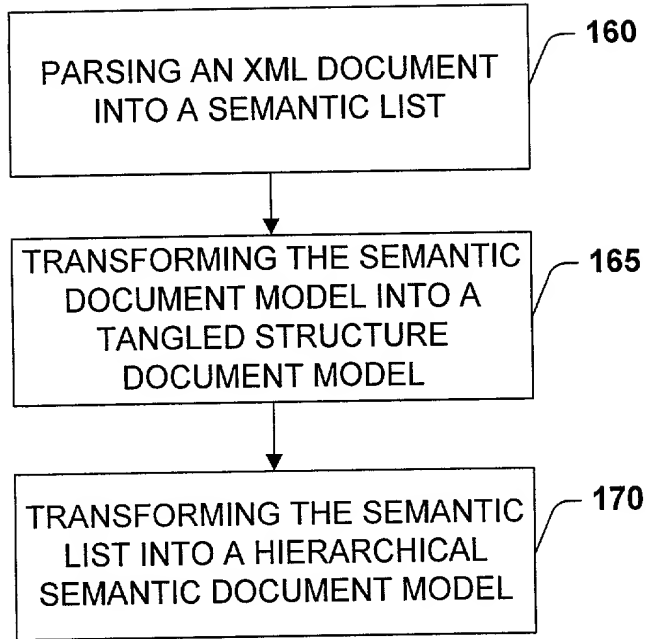 PARSING AN XML DOCUMENT
INTO A SEMANTIC LIST
160
TRANSFORMING THE SEMANTIC
DOCUMENT MODEL INTO A
TANGLED STRUCTURE
DOCUMENT MODEL
165
TRANSFORMING THE SEMANTIC
LIST INTO A HIERARCHICAL
SEMANTIC DOCUMENT MODEL
170